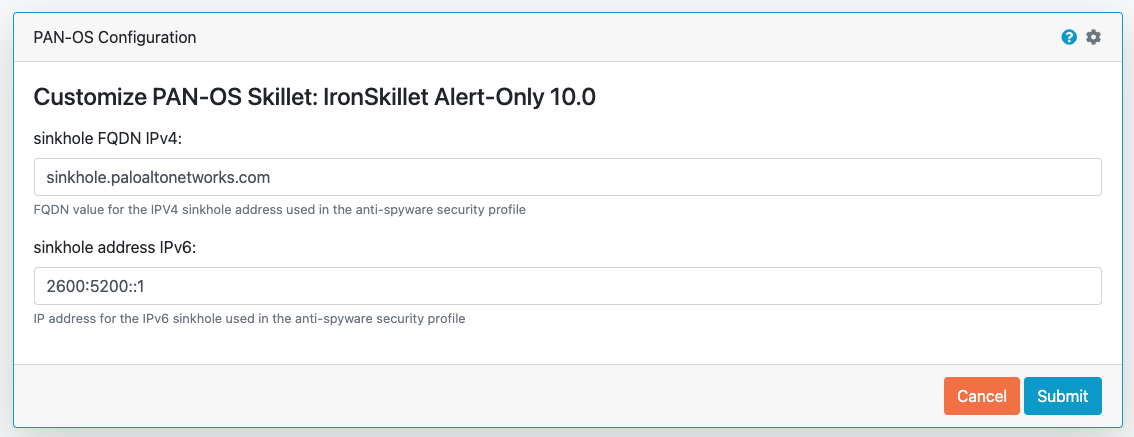 PAN-OS Configuration
Customize PAN-OS Skillet: IronSkillet Alert-Only 10.0
sinkhole FQDN IPv4:
sinkhole.paloaltonetworks.com
FQDN value for the IPV4 sinkhole address used in the anti-spyware security profile
sinkhole address IPv6:
2600:5200::1
IP address for the IPv6 sinkhole used in the anti-spyware security profile
Cancel Submit